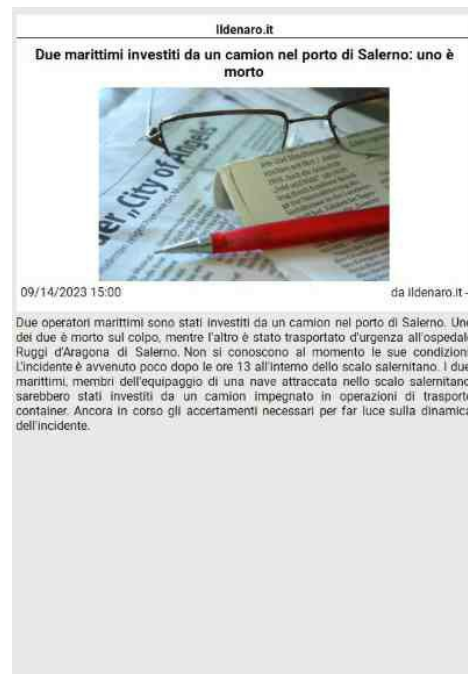 Ildenaro.it
Due marittimi investiti da un camion nel porto di Salerno: uno è
morto
der „City of Angels“
09/14/2023 15:00
da ildenaro.it -
Due operatori marittimi sono stati investiti da un camion nel porto di Salerno. Uno
dei due è morto sul colpo, mentre l'altro è stato trasportato d'urgenza all'ospedale
Ruggi d'Aragona di Salerno. Non si conoscono al momento le sue condizioni.
L'incidente è avvenuto poco dopo le ore 13 all'interno dello scalo salernitano. I due
marittimi, membri dell'equipaggio di una nave attraccata nello scalo salernitano,
sarebbero stati investiti da un camion impegnato in operazioni di trasporto
container. Ancora in corso gli accertamenti necessari per far luce sulla dinamica
dell'incidente.